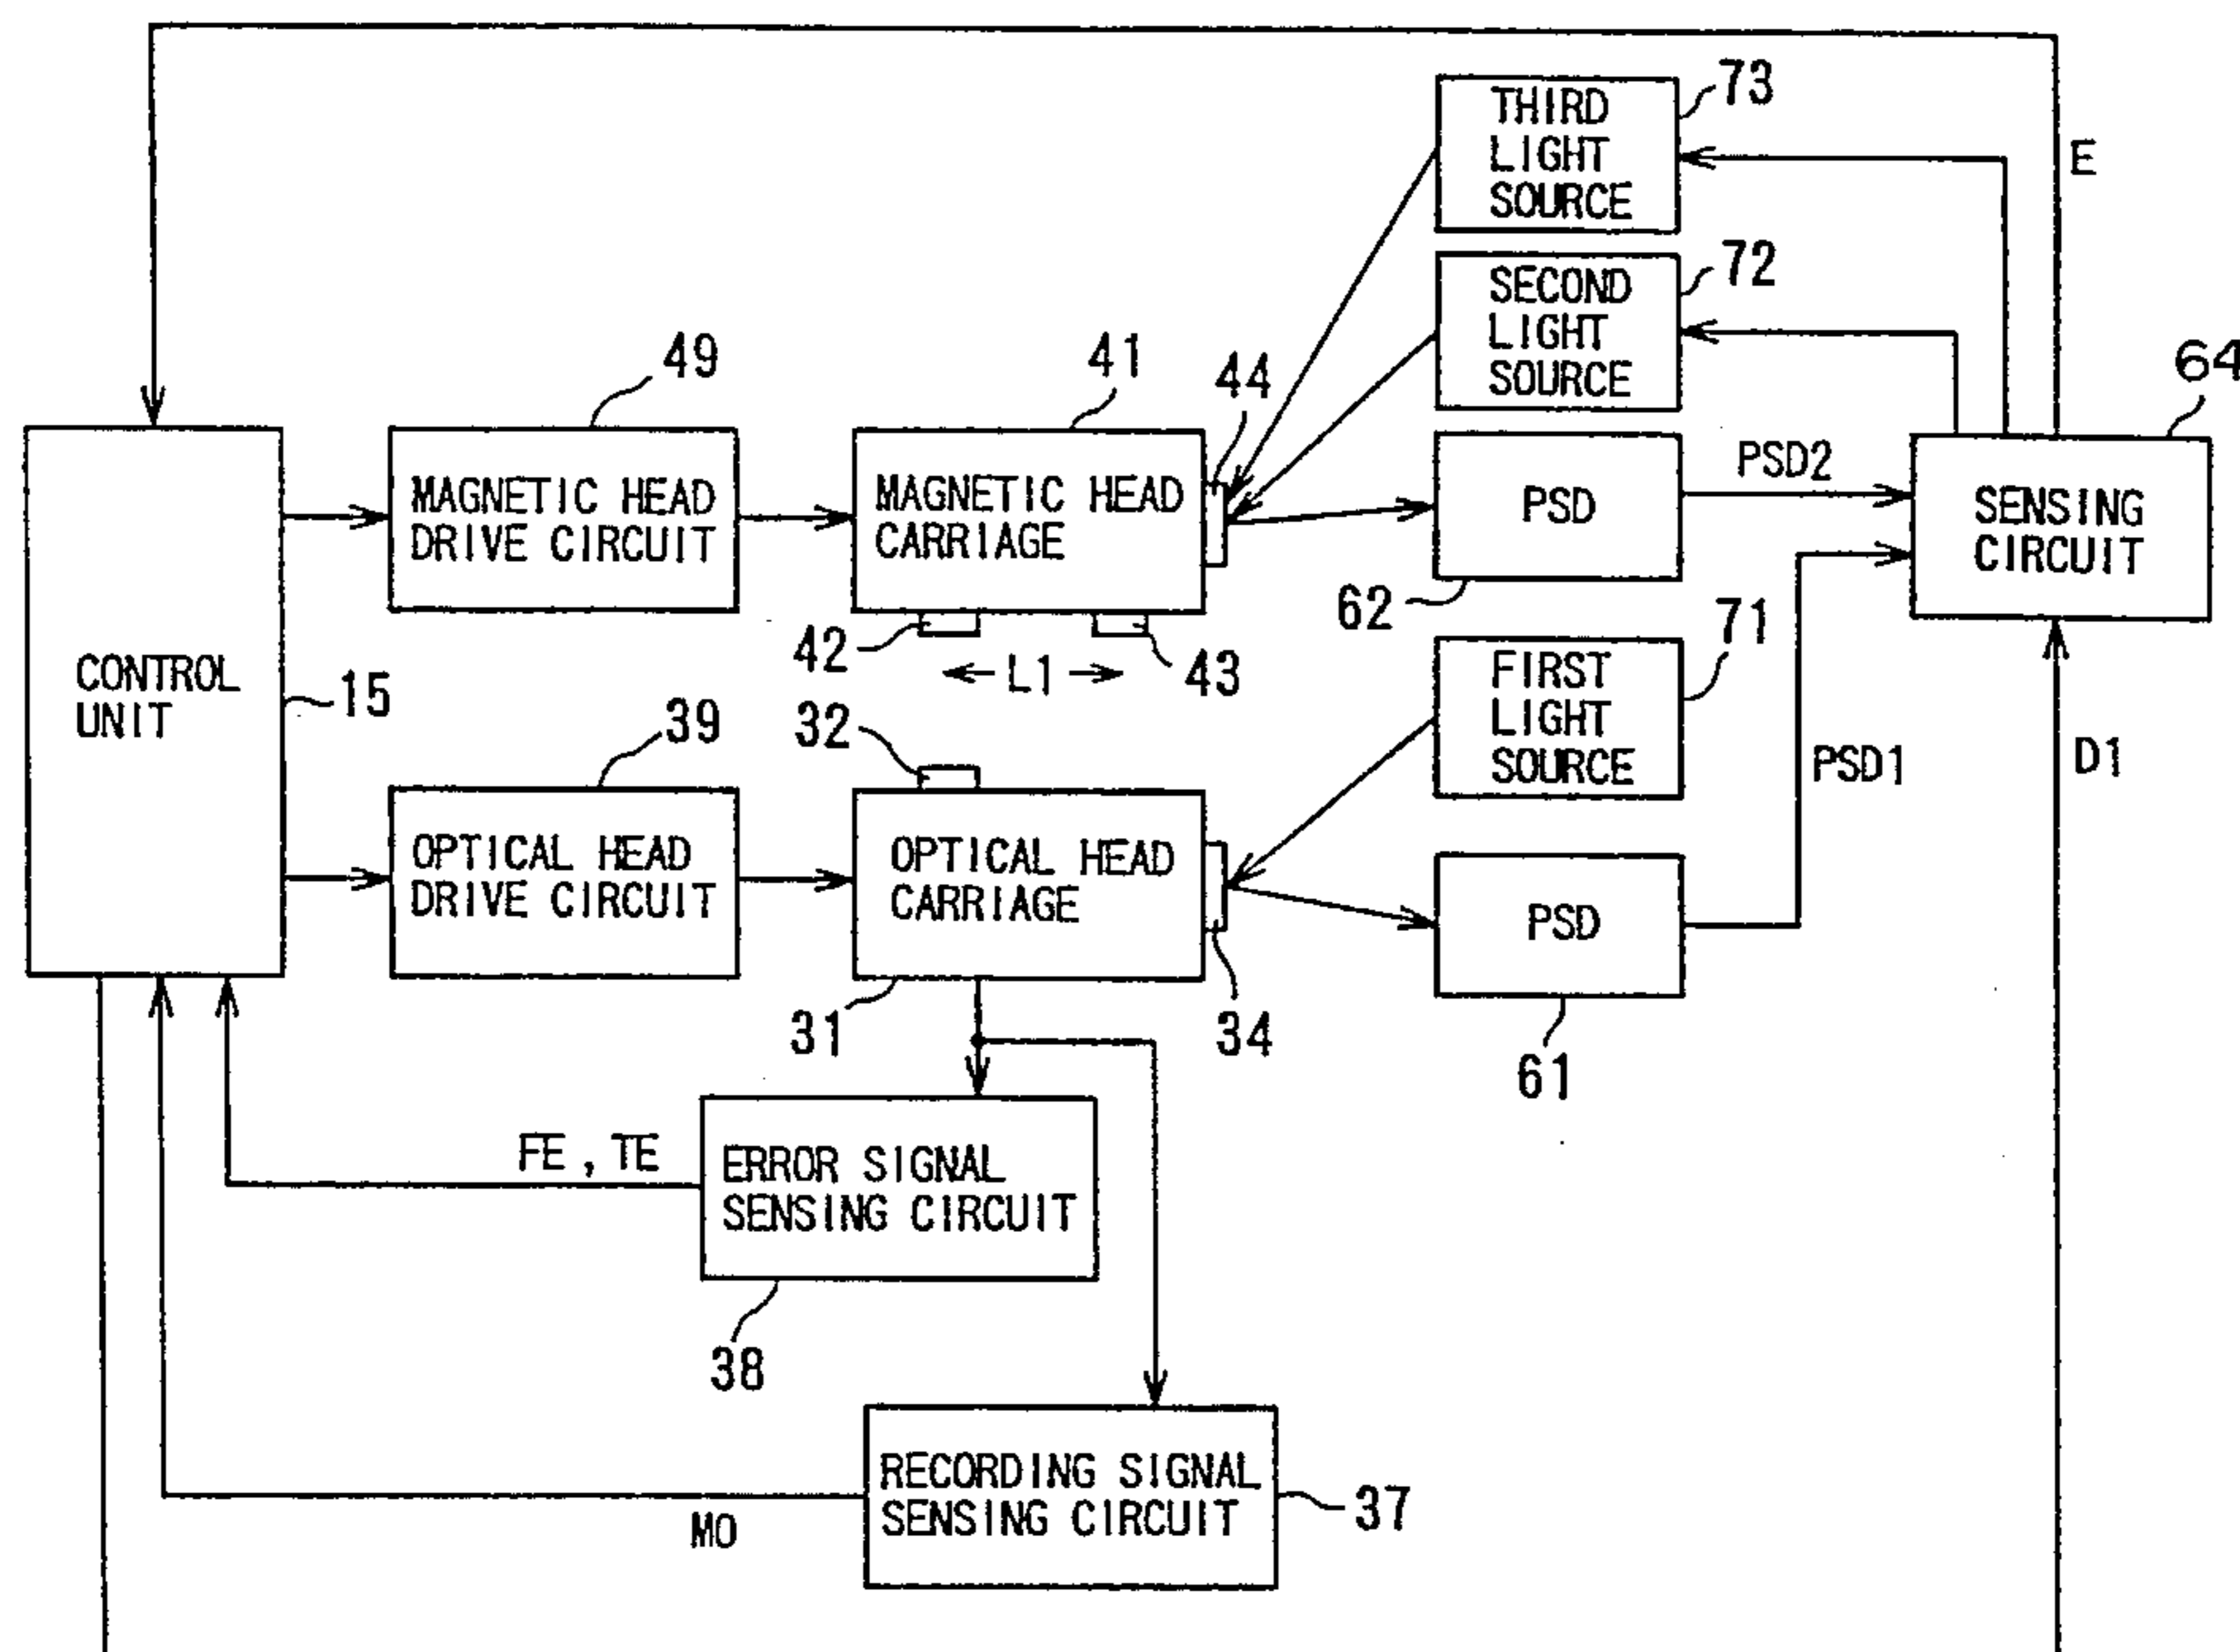 73
THIRD
LIGHT
SOURCE
E
72
SECOND
LIGHT
SOURCE
49
41
44
64
MAGNETIC HEAD
DRIVE CIRCUIT
MAGNETIC HEAD
CARRIAGE
PSD
PSD2
SENSING
CIRCUIT
62
42
L1
43
71
CONTROL
UNIT
15
39
32
FIRST
LIGHT
SOURCE
PSD1
D1
OPTICAL HEAD
DRIVE CIRCUIT
OPTICAL HEAD
CARRIAGE
PSD
31
34
61
FE, TE
ERROR SIGNAL
SENSING CIRCUIT
38
RECORDING SIGNAL
SENSING CIRCUIT
37
MO